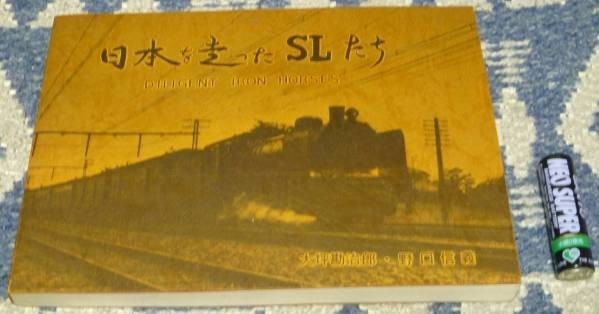 日本を走ったSLたち
DILIGENT IRON HORSES
大坪勘治郎・野口信義
NEO SUPER